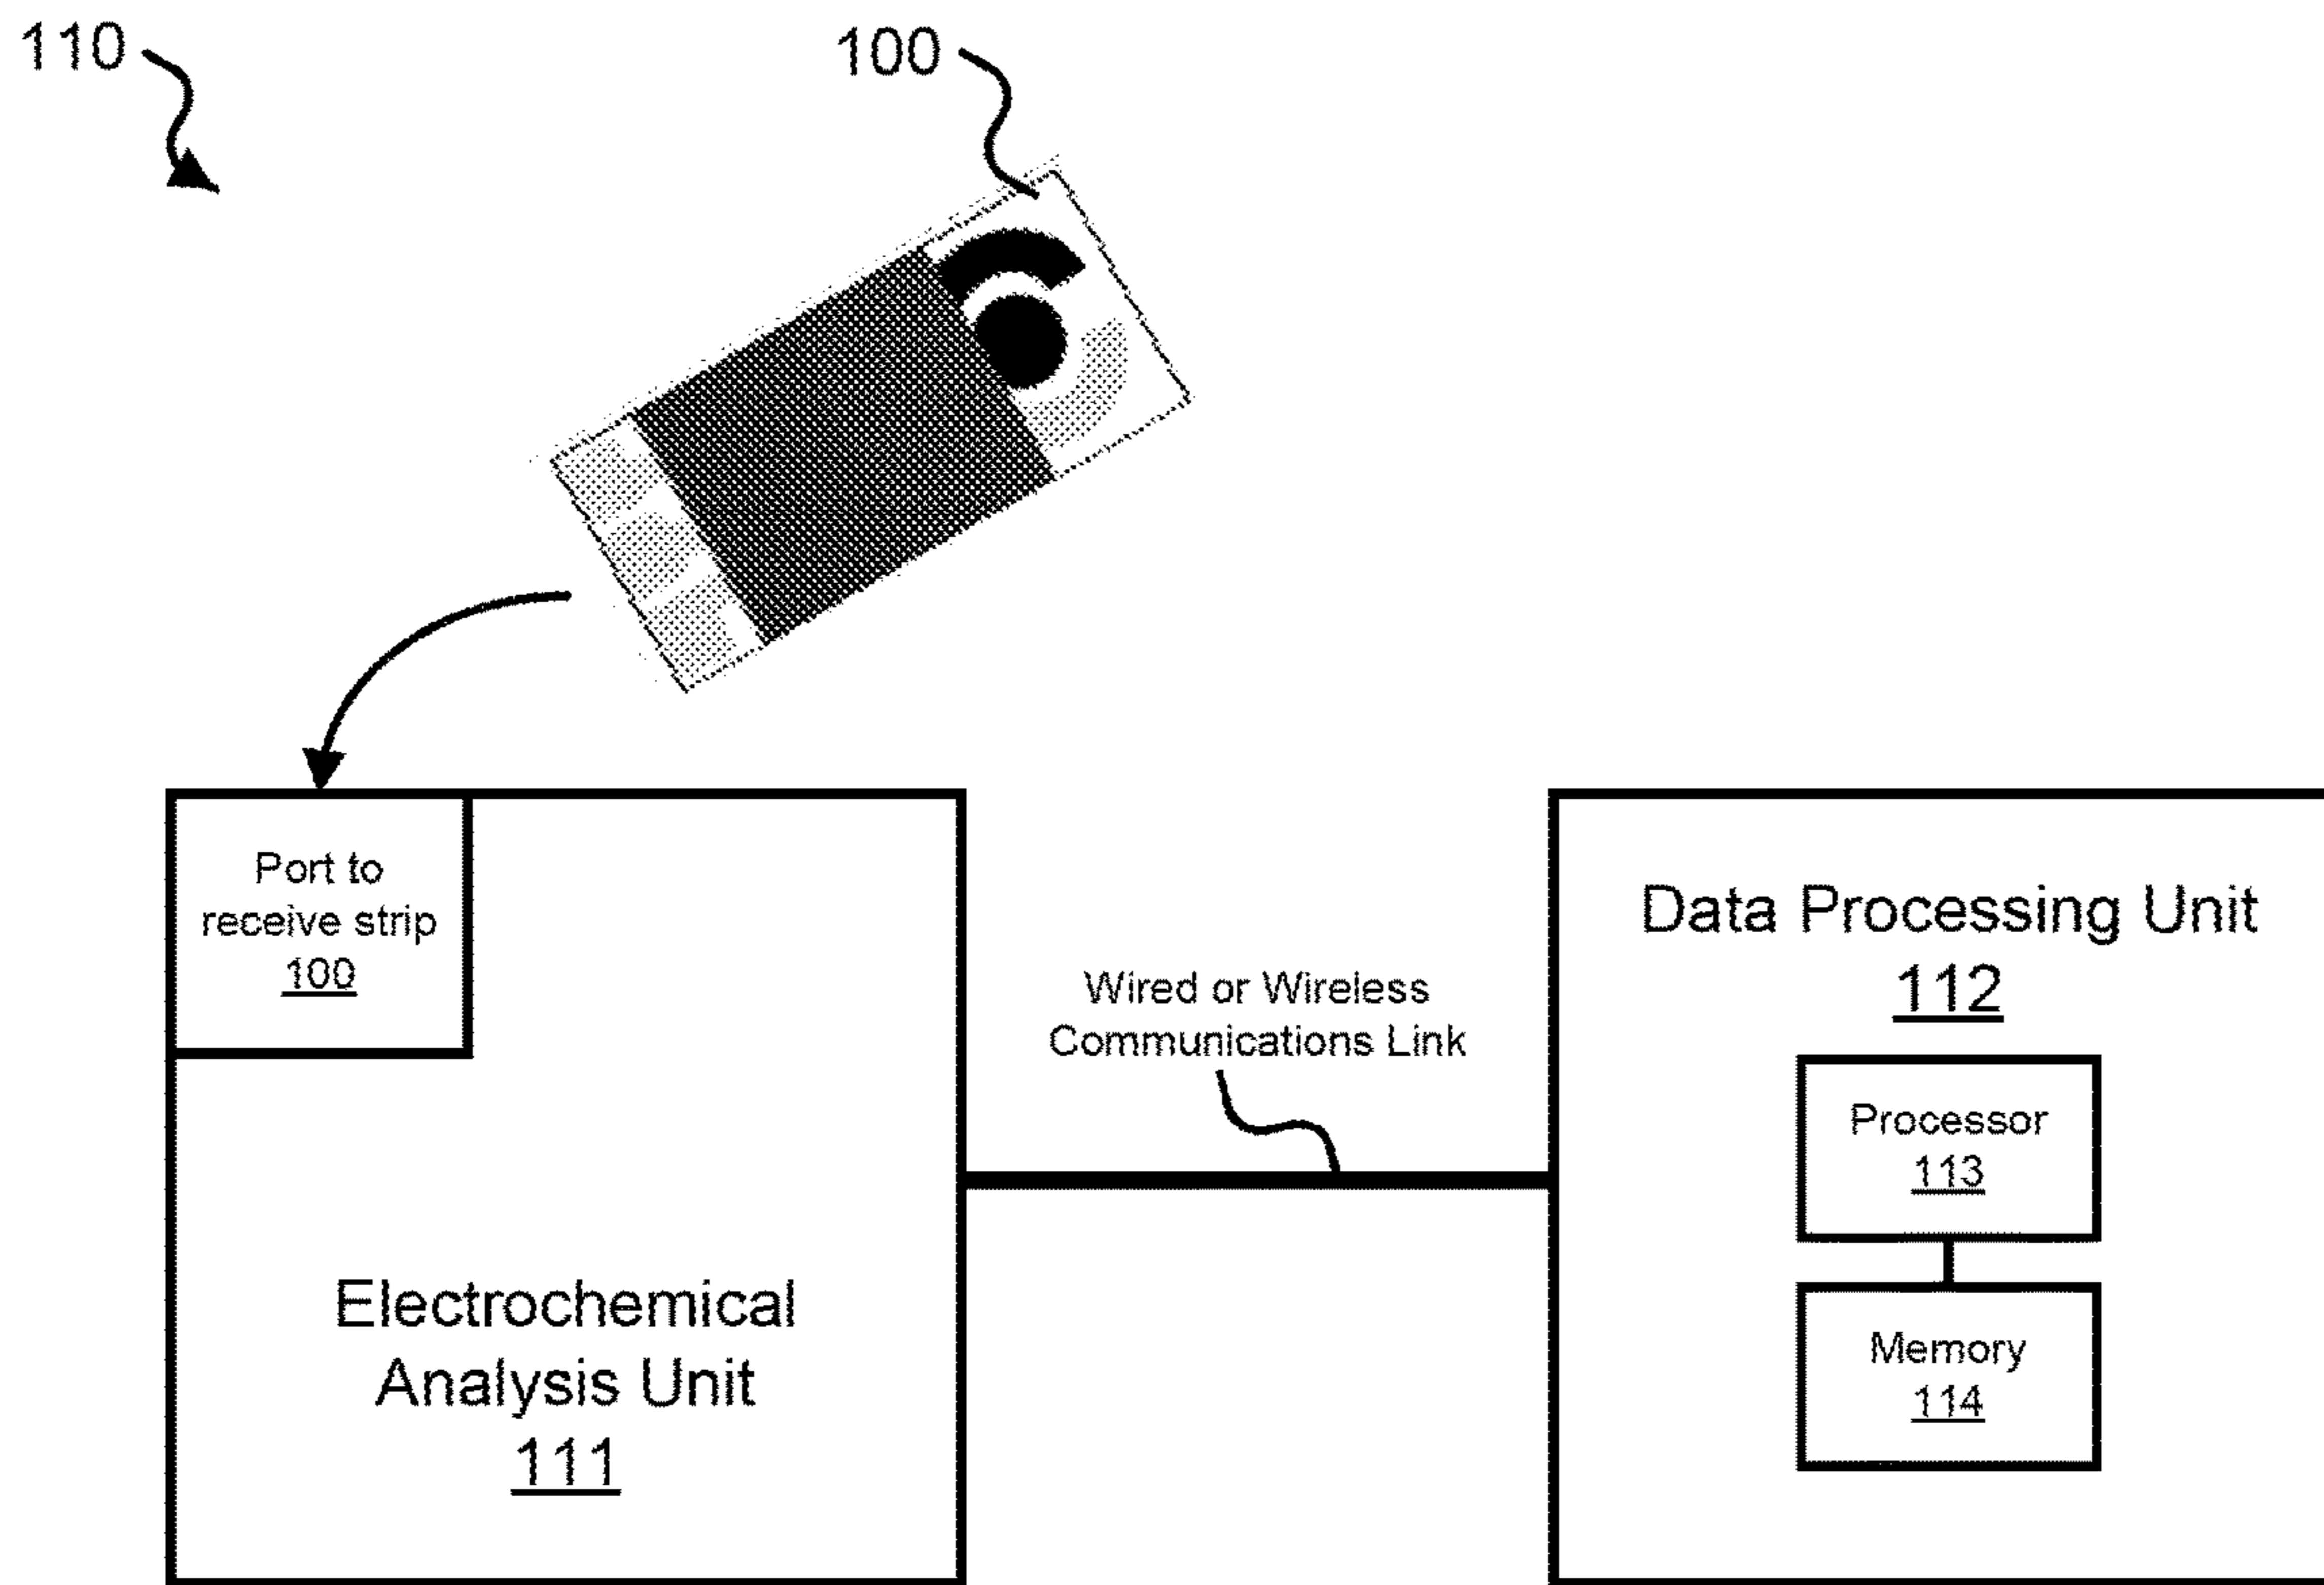 110
100
Port to
receive strip
100
Electrochemical
Analysis Unit
111
Wired or Wireless
Communications Link
Data Processing Unit
112
Processor
113
Memory
114